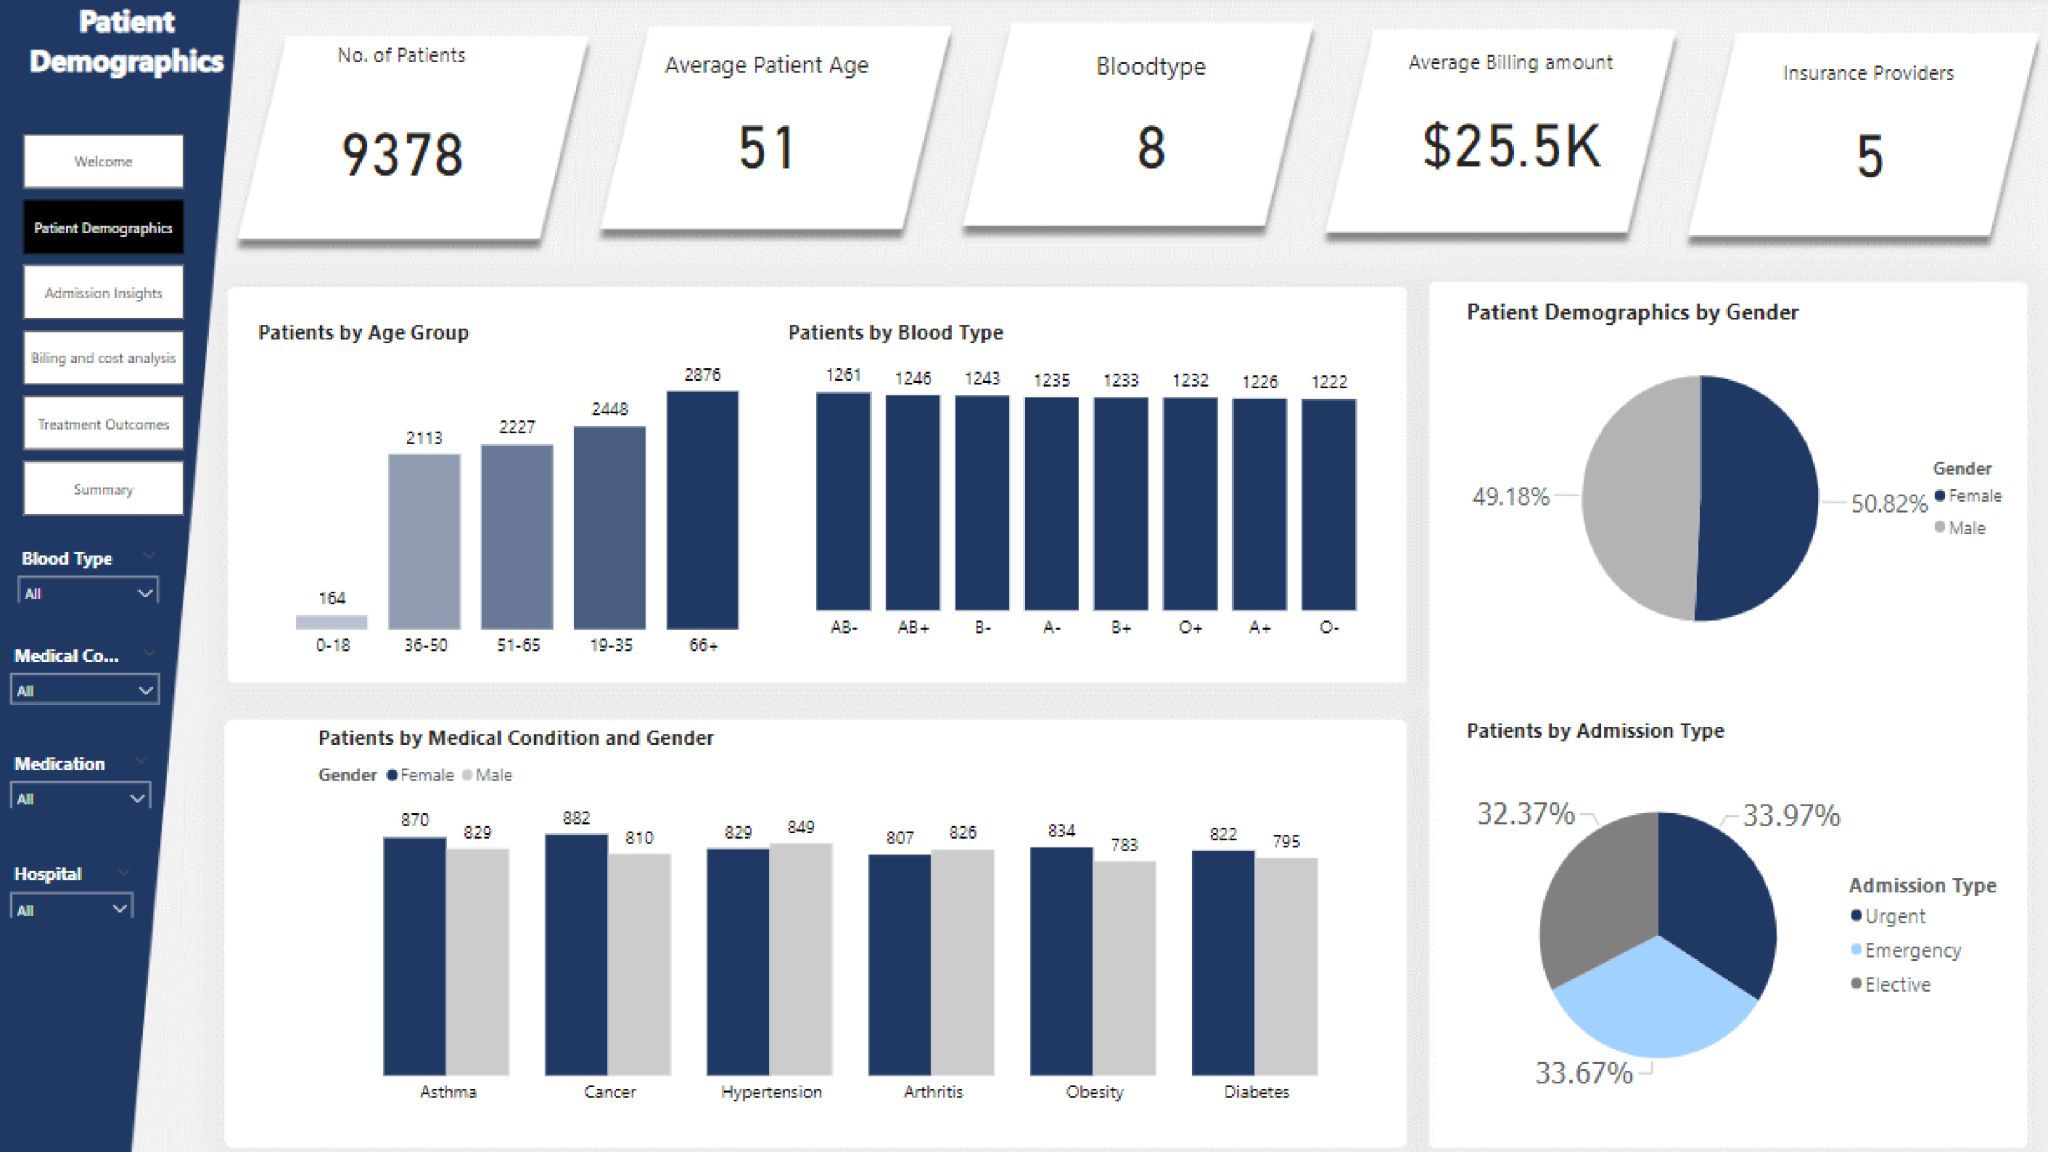 Patient
Demographics
Welcome
Patient Demographics
Admission Insights
Biling and cost analysis
Treatment Outcomes
Summary
Blood Type
All
Medical Co...
All
Medication
All
Hospital
All
No. of Patients
9378
Average Patient Age
51
Bloodtype
8
Average Billing amount
$25.5K
Insurance Providers
5
Patients by Age Group
164
2113
2227
2448
2876
0-18
36-50
51-65
19-35
66+
Patients by Blood Type
1261
1246
1243
1235
1233
1232
1226
1222
AB-
AB+
B-
A-
B+
O+
A+
O-
Patient Demographics by Gender
49.18%
50.82%
Gender
Female
Male
Patients by Medical Condition and Gender
Gender Female Male
870
829
882
810
829
849
807
826
834
783
822
795
Asthma
Cancer
Hypertension
Arthritis
Obesity
Diabetes
Patients by Admission Type
32.37%
33.97%
33.67%
Admission Type
Urgent
Emergency
Elective